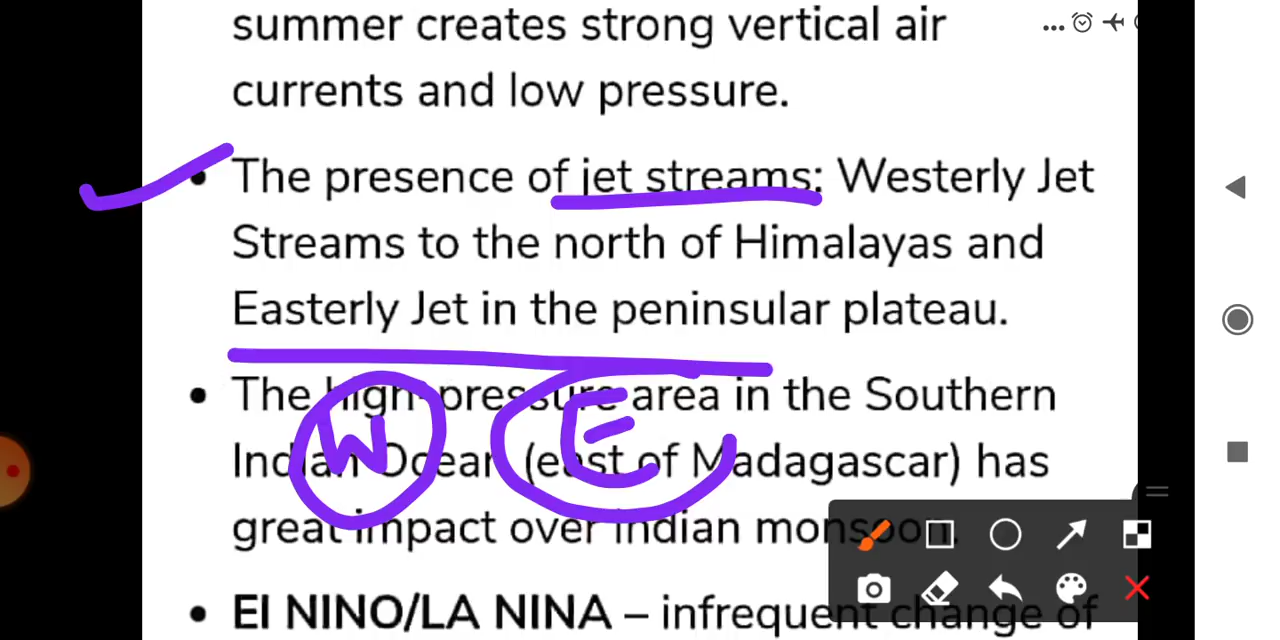 summer creates strong vertical air
currents and low pressure.
• The presence of jet streams: Westerly Jet
Streams to the north of Himalayas and
Easterly Jet in the peninsular plateau.
• The high pressure area in the Southern
Indian Ocean (east of Madagascar) has
W E
great impact over Indian monsoon.
• El NINO/LA NINA – infrequent change of